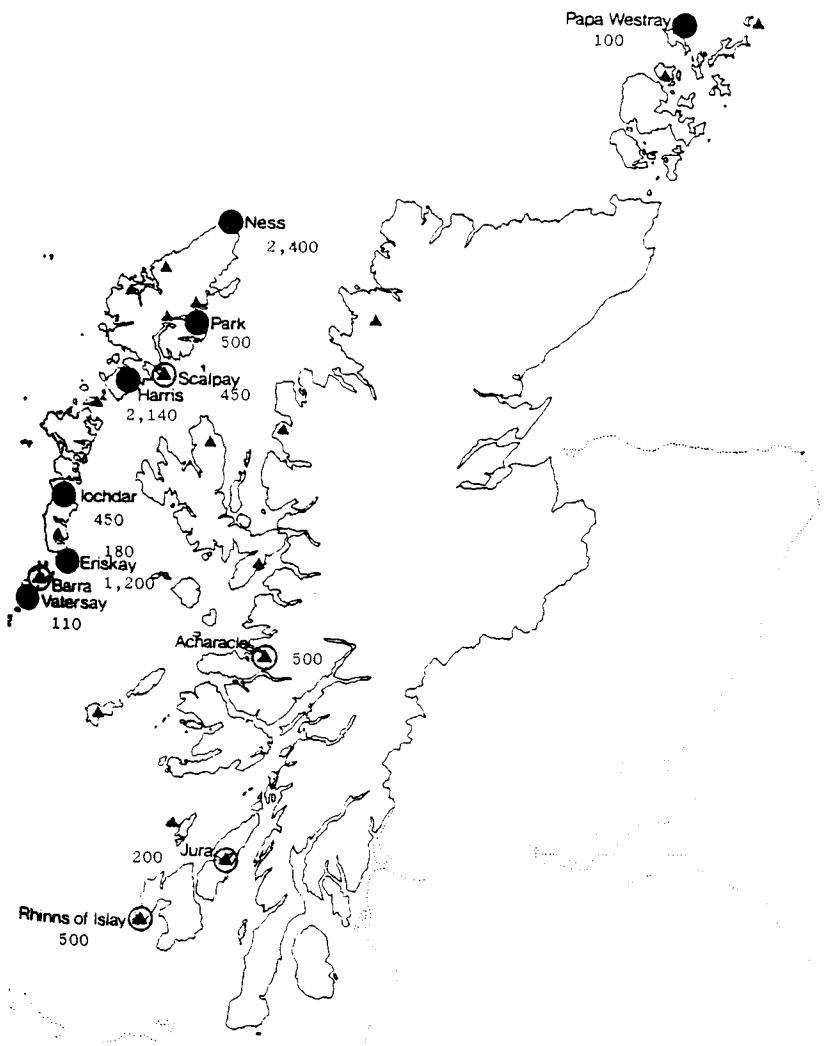 Papa Westray
100
Ness
2,400
Park
500
Scalpay
450
Harris
2,140
Iochdar
450
180
Eriskay
1,200
Barra
Vatersay
110
Acharacle
500
Jura
200
Rhinns of Islay
500